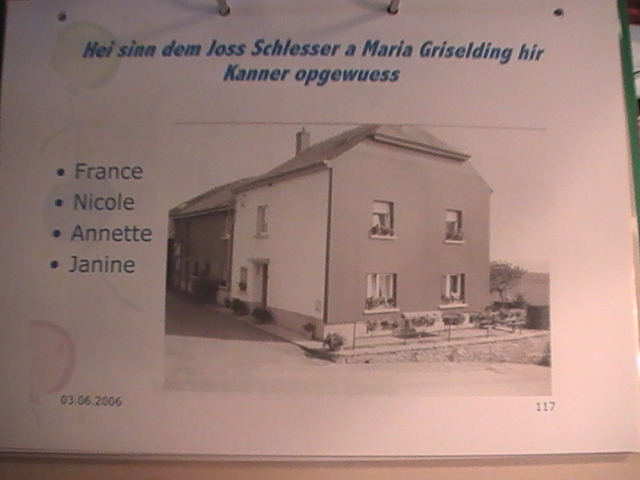 Hei sinn dem Joss Schlesser a Maria Griselding hir
Kanner opgewuess
• France
• Nicole
• Annette
• Janine
03.06.2006
117